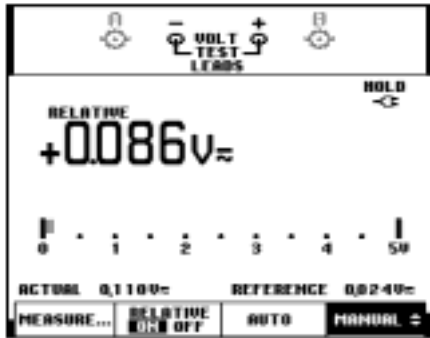 A - + B
VOLT
TEST
LEADS
HOLD
RELATIVE
+0.086V
0 1 2 3 4 5V
ACTUAL 0,110V REFERENCE 0,024V
MEASURE... RELATIVE AUTO MANUAL
ON OFF